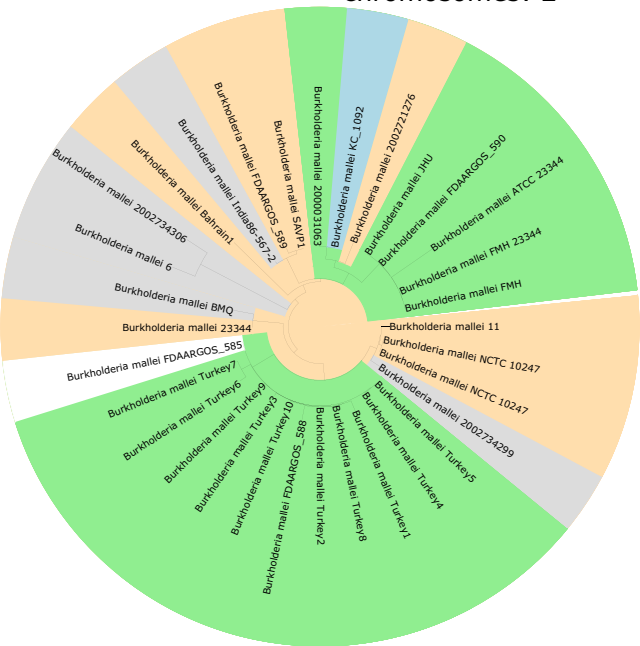 Burkholderia mallei 2000031063
Burkholderia mallei KC_1092
Burkholderia mallei 2002721276
Burkholderia mallei JHU
Burkholderia mallei FDAARGOS_590
Burkholderia mallei ATCC 23344
Burkholderia mallei FMH 23344
Burkholderia mallei FMH
Burkholderia mallei 11
Burkholderia mallei NCTC 10247
Burkholderia mallei NCTC 10247
Burkholderia mallei 2002734299
Burkholderia mallei Turkey5
Burkholderia mallei Turkey4
Burkholderia mallei Turkey1
Burkholderia mallei Turkey8
Burkholderia mallei Turkey2
Burkholderia mallei FDAARGOS_588
Burkholderia mallei Turkey10
Burkholderia mallei Turkey3
Burkholderia mallei Turkey9
Burkholderia mallei Turkey6
Burkholderia mallei Turkey7
Burkholderia mallei FDAARGOS_585
Burkholderia mallei 23344
Burkholderia mallei BMQ
Burkholderia mallei 6
Burkholderia mallei 2002734306
Burkholderia mallei Bahrain1
Burkholderia mallei India86-567-2
Burkholderia mallei FDAARGOS_589
Burkholderia mallei SAVP1